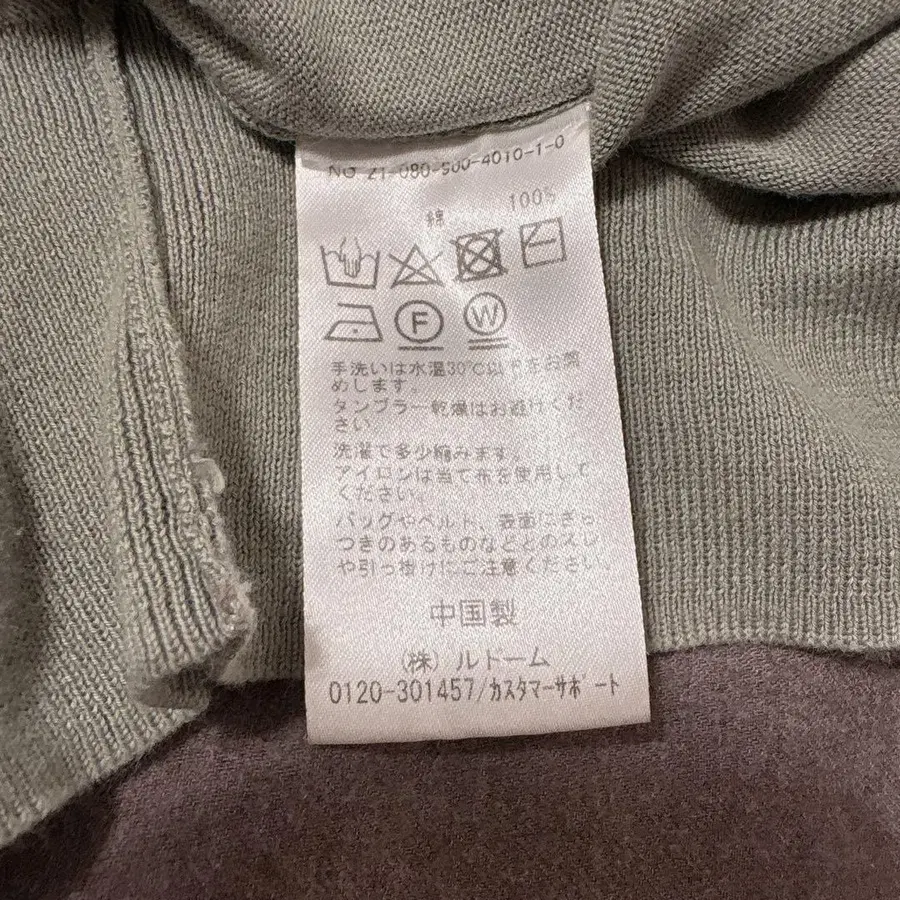 NO 21-080-500-4010-1-0
綿 100%
F W
手洗いは水温30℃以下をお奨
めします。
タンブラー乾燥はお避けくだ
さい。
洗濯で多少縮みます。
アイロンは当て布を使用して
ください。
バッグやベルト、表面にざら
つきのあるものなどとのスレ
や引っ掛けにご注意ください。
中国製
(株)ルドーム
0120-301457/カスタマーサポート